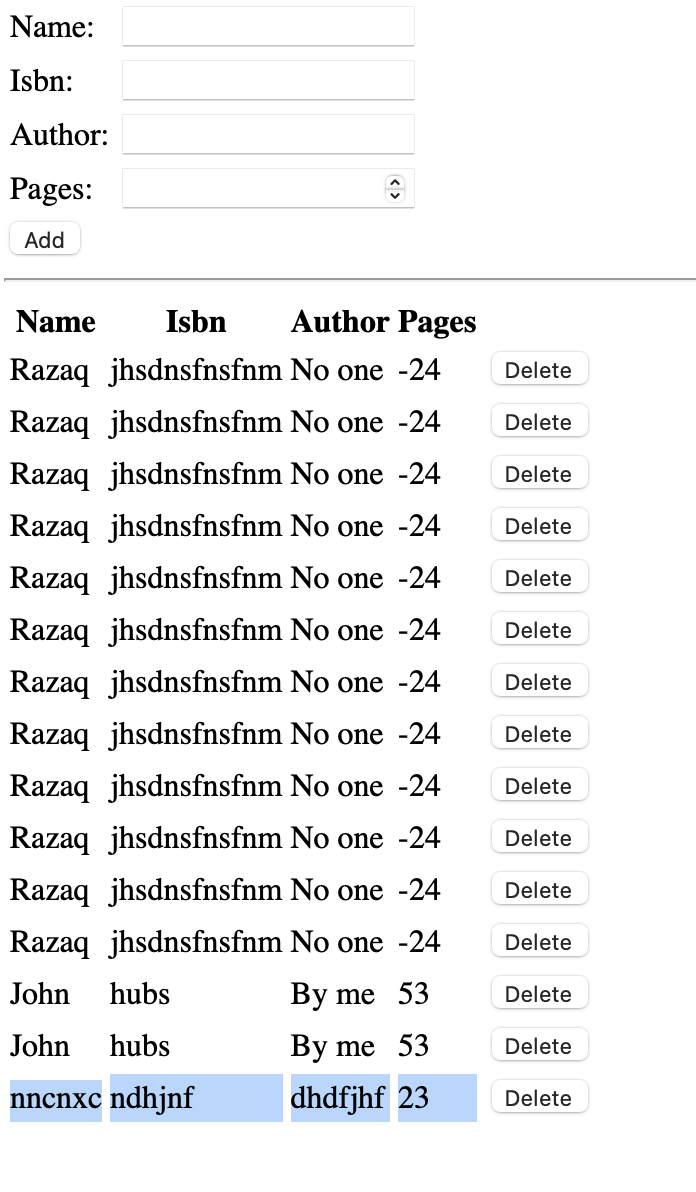 Name:
Isbn:
Author:
Pages:
Add
Name Isbn Author Pages
Razaq jhsdnsfnsfnm No one -24 Delete
Razaq jhsdnsfnsfnm No one -24 Delete
Razaq jhsdnsfnsfnm No one -24 Delete
Razaq jhsdnsfnsfnm No one -24 Delete
Razaq jhsdnsfnsfnm No one -24 Delete
Razaq jhsdnsfnsfnm No one -24 Delete
Razaq jhsdnsfnsfnm No one -24 Delete
Razaq jhsdnsfnsfnm No one -24 Delete
Razaq jhsdnsfnsfnm No one -24 Delete
Razaq jhsdnsfnsfnm No one -24 Delete
Razaq jhsdnsfnsfnm No one -24 Delete
Razaq jhsdnsfnsfnm No one -24 Delete
John hubs By me 53 Delete
John hubs By me 53 Delete
nncnxc ndhjnf dhdfjhf 23 Delete